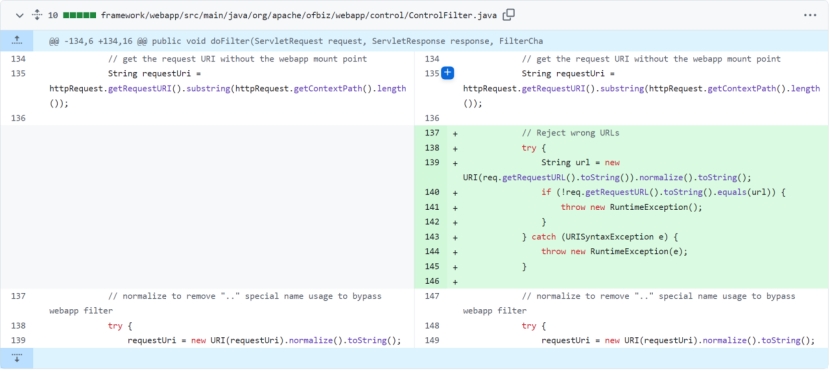 10 framework/webapp/src/main/java/org/apache/ofbiz/webapp/control/ControlFilter.java
@@ -134,6 +134,16 @@ public void doFilter(ServletRequest request, ServletResponse response, FilterCha
134 // get the request URI without the webapp mount point
135 String requestUri =
httpRequest.getRequestURI().substring(httpRequest.getContextPath().length
());
136
137 // normalize to remove ".." special name usage to bypass
webapp filter
138 try {
139 requestUri = new URI(requestUri).normalize().toString();
134 // get the request URI without the webapp mount point
135 + String requestUri =
httpRequest.getRequestURI().substring(httpRequest.getContextPath().length
());
136
137 + // Reject wrong URLs
138 + try {
139 + String url = new
URI(req.getRequestURL().toString()).normalize().toString();
140 + if (!req.getRequestURL().toString().equals(url)) {
141 + throw new RuntimeException();
142 + }
143 + } catch (URISyntaxException e) {
144 + throw new RuntimeException(e);
145 + }
146 +
147 // normalize to remove ".." special name usage to bypass
webapp filter
148 try {
149 requestUri = new URI(requestUri).normalize().toString();